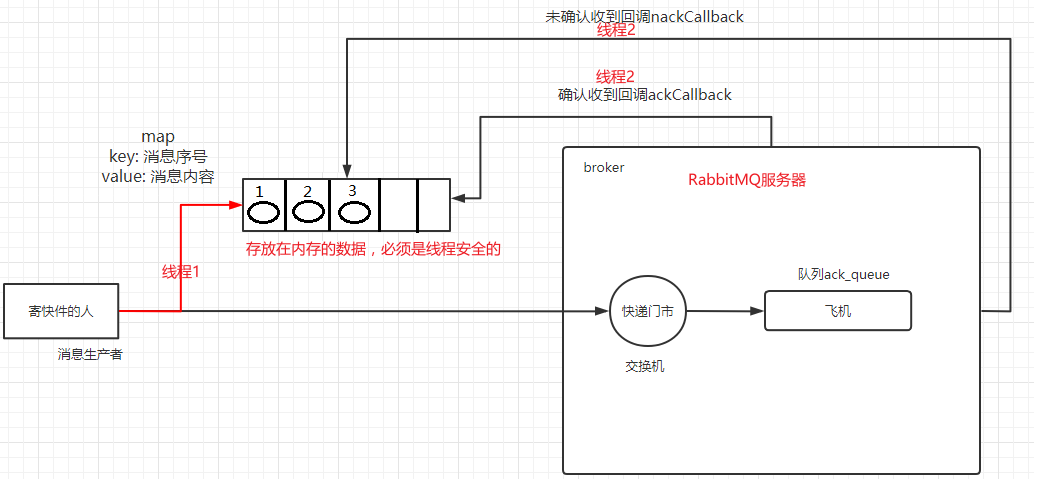 未确认收到回调nackCallback
线程2
线程2
确认收到回调ackCallback
map
key: 消息序号
value: 消息内容
1 2 3
存放在内存的数据，必须是线程安全的
线程1
寄快件的人
消息生产者
broker
RabbitMQ服务器
队列ack_queue
快递门市
飞机
交换机